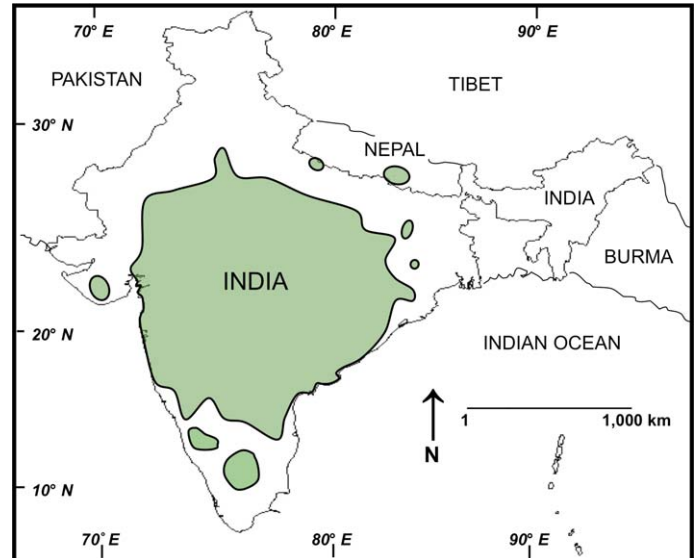 70° E 80° E 90° E
PAKISTAN
TIBET
30° N
NEPAL
INDIA
BURMA
INDIA
20° N
INDIAN OCEAN
1 1,000 km
N
10° N
70° E 80° E 90° E